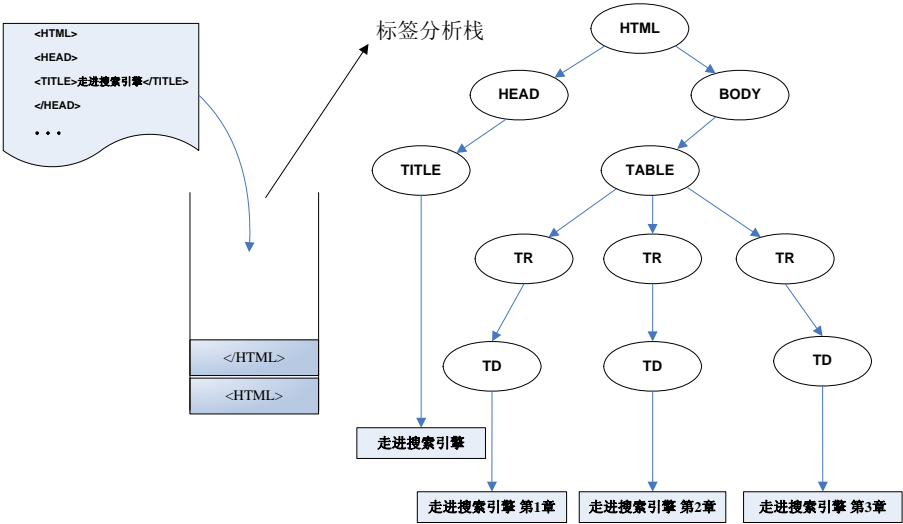 <HTML>
<HEAD>
<TITLE>走进搜索引擎</TITLE>
</HEAD>
• • •
标签分析栈
</HTML>
<HTML>
HTML
HEAD
BODY
TITLE
TABLE
TR
TR
TR
TD
TD
TD
走进搜索引擎
走进搜索引擎 第1章
走进搜索引擎 第2章
走进搜索引擎 第3章